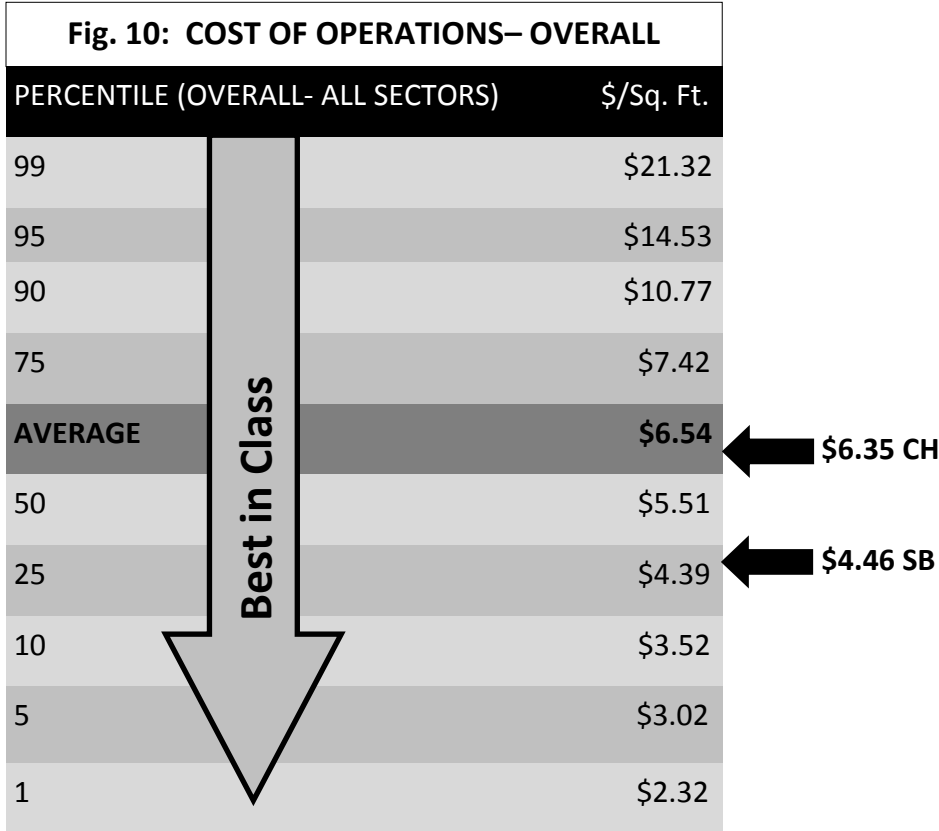 Fig. 10: COST OF OPERATIONS– OVERALL
PERCENTILE (OVERALL- ALL SECTORS) $/Sq. Ft.
99 $21.32
95 $14.53
90 $10.77
75 $7.42
AVERAGE $6.54
$6.35 CH
50 $5.51
25 $4.39
$4.46 SB
10 $3.52
5 $3.02
1 $2.32
Best in Class